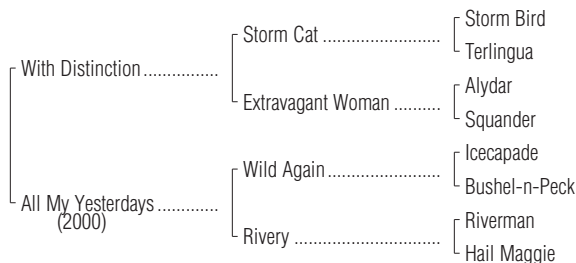 Storm Bird
Storm Cat ........................
Terlingua
With Distinction ...............
Alydar
Extravagant Woman ..........
Squander
Icecapade
Wild Again .......................
Bushel-n-Peck
All My Yesterdays .............
(2000)
Riverman
Rivery ..............................
Hail Maggie